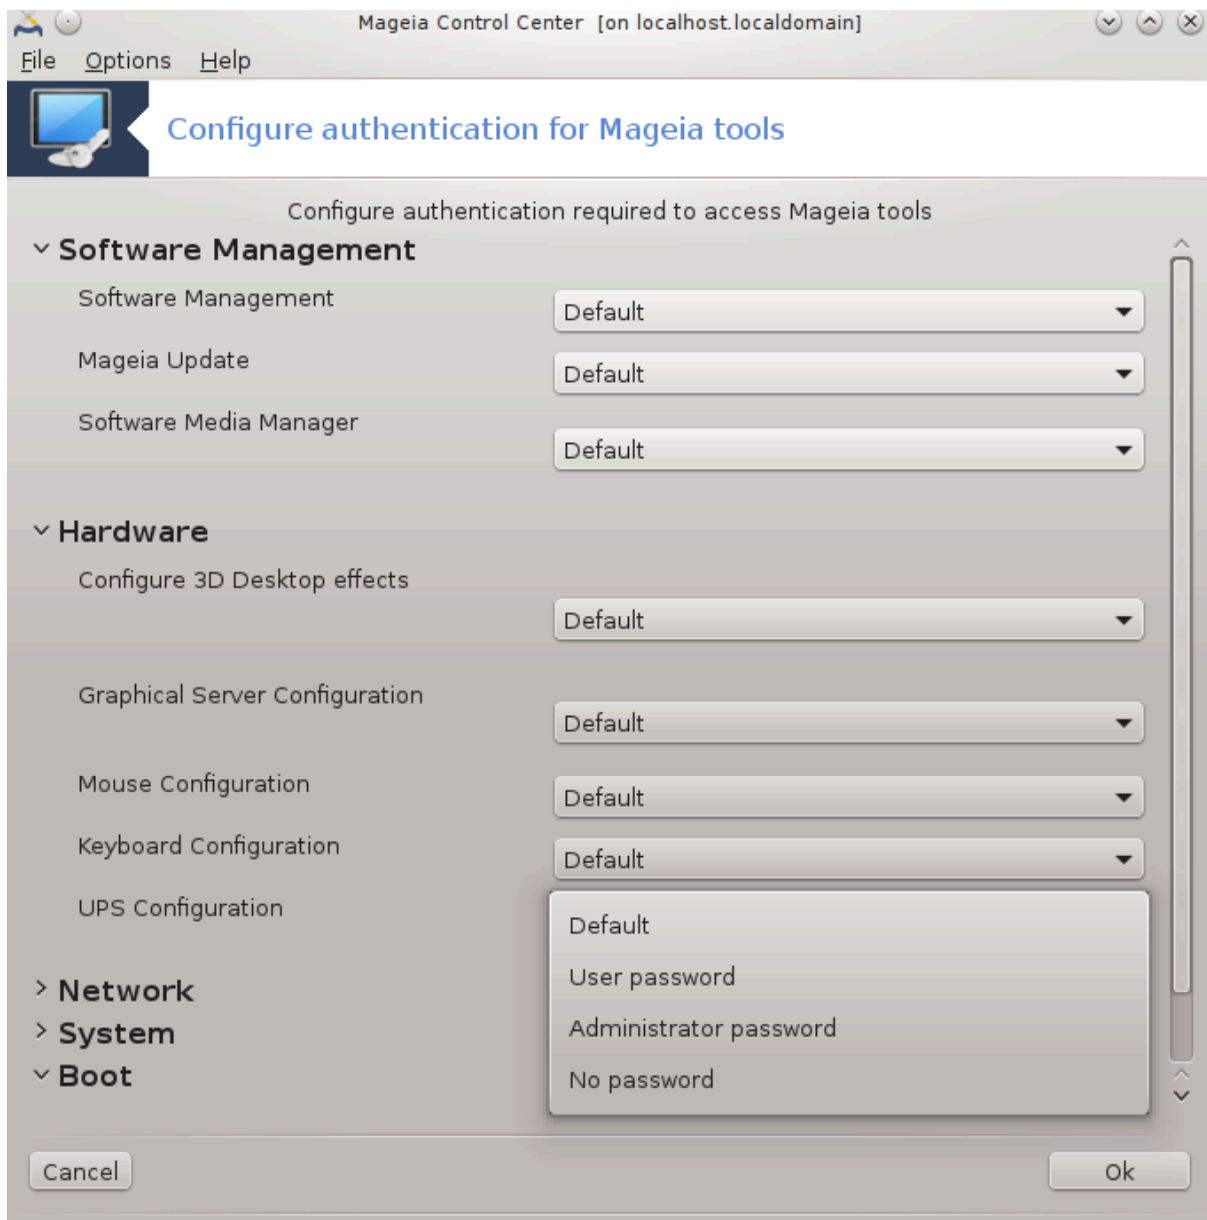 Mageia Control Center [on localhost.localdomain]
File Options Help
Configure authentication for Mageia tools
Configure authentication required to access Mageia tools
Software Management
Software Management Default
Mageia Update Default
Software Media Manager Default
Hardware
Configure 3D Desktop effects Default
Graphical Server Configuration Default
Mouse Configuration Default
Keyboard Configuration Default
UPS Configuration
Default
User password
Administrator password
No password
Network
System
Boot
Cancel Ok